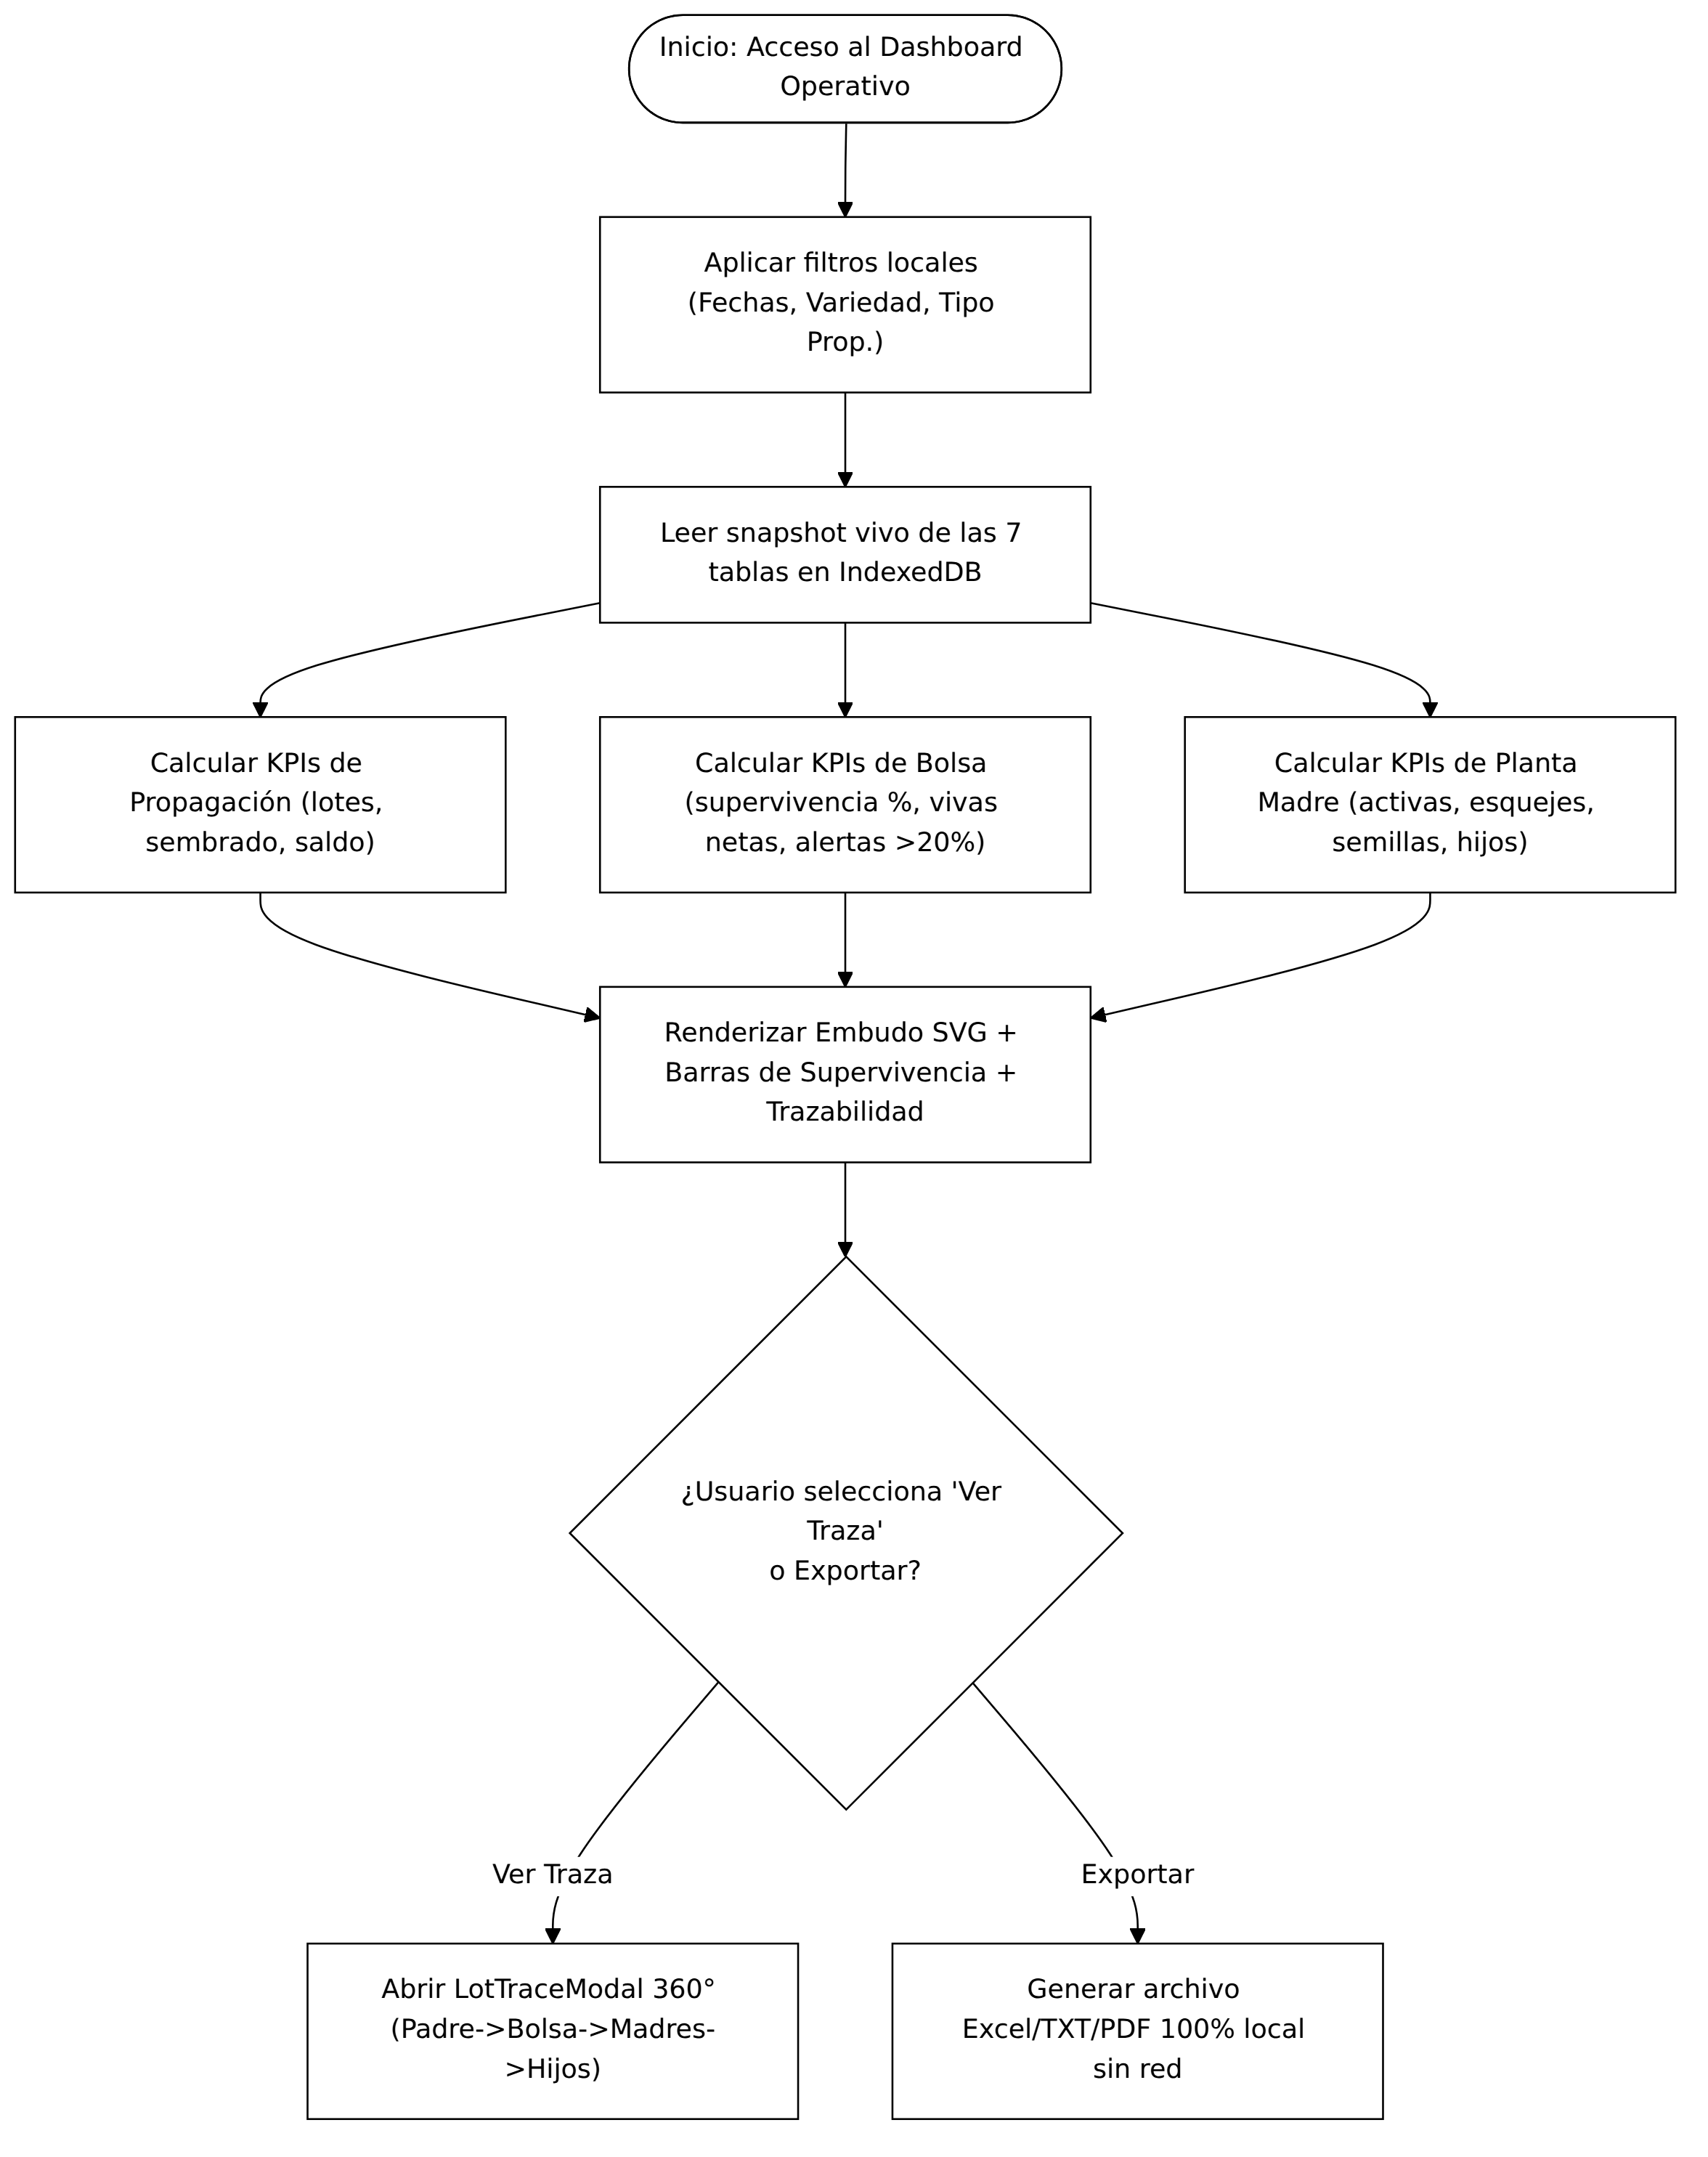 Inicio: Acceso al Dashboard
Operativo
Aplicar filtros locales
(Fechas, Variedad, Tipo
Prop.)
Leer snapshot vivo de las 7
tablas en IndexedDB
Calcular KPIs de
Propagación (lotes,
sembrado, saldo)
Calcular KPIs de Bolsa
(supervivencia %, vivas
netas, alertas >20%)
Calcular KPIs de Planta
Madre (activas, esquejes,
semillas, hijos)
Renderizar Embudo SVG +
Barras de Supervivencia +
Trazabilidad
¿Usuario selecciona 'Ver
Traza'
o Exportar?
Ver Traza
Exportar
Abrir LotTraceModal 360°
(Padre->Bolsa->Madres-
>Hijos)
Generar archivo
Excel/TXT/PDF 100% local
sin red